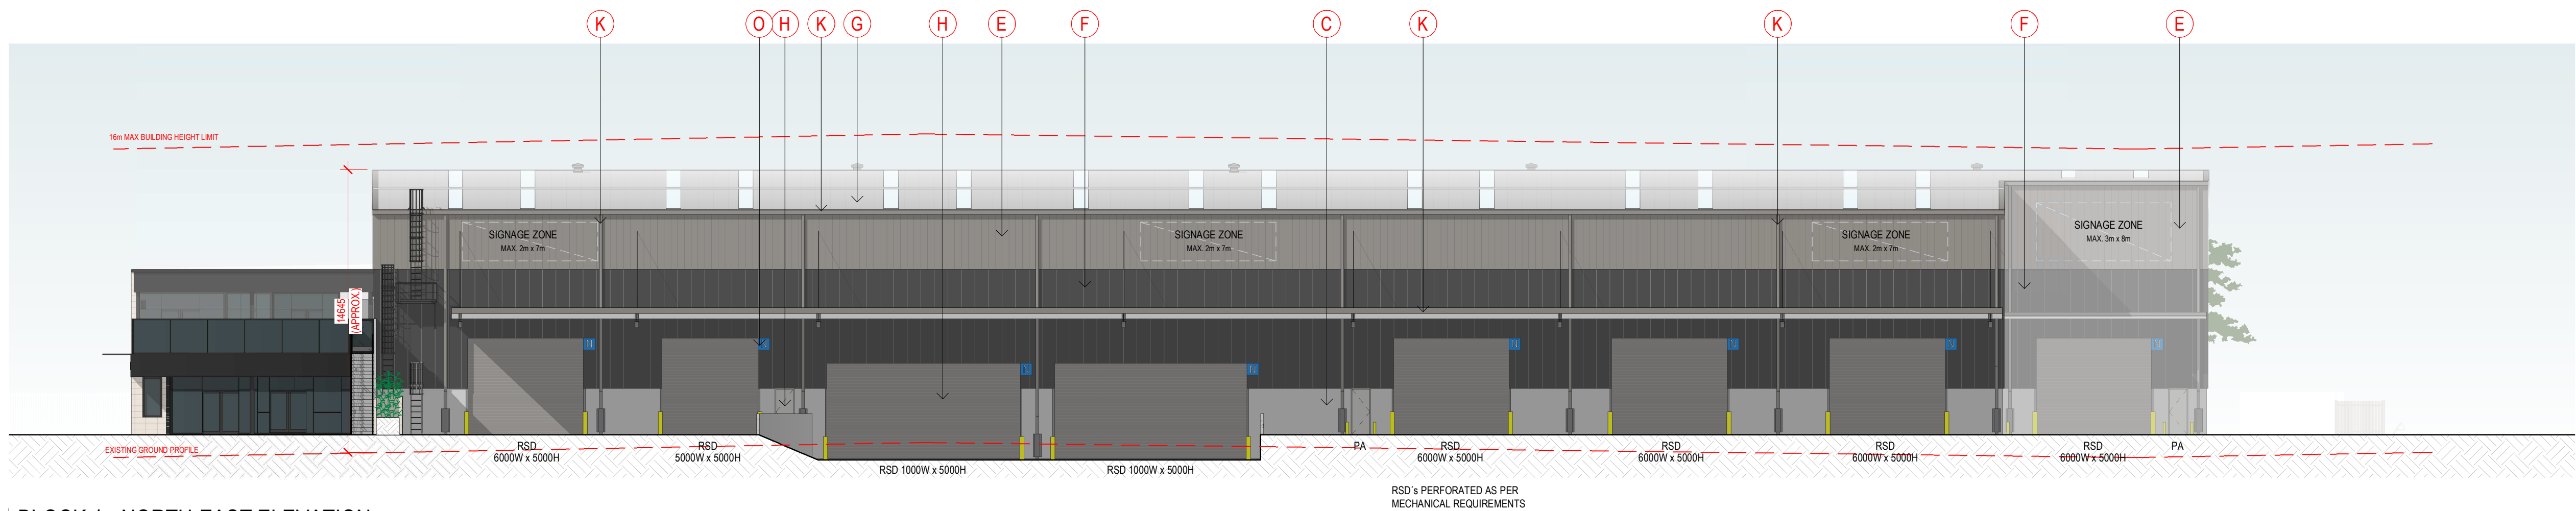 K O H K G H E F C K K F E
16m MAX BUILDING HEIGHT LIMIT
SIGNAGE ZONE
MAX. 2m x 7m
SIGNAGE ZONE
MAX. 2m x 7m
SIGNAGE ZONE
MAX. 2m x 7m
SIGNAGE ZONE
MAX. 3m x 8m
14645
(APPROX.)
EXISTING GROUND PROFILE
RSD
6000W x 5000H
RSD
5000W x 5000H
RSD 1000W x 5000H
RSD 1000W x 5000H
PA
RSD
6000W x 5000H
RSD
6000W x 5000H
RSD
6000W x 5000H
RSD
6000W x 5000H
PA
RSD's PERFORATED AS PER
MECHANICAL REQUIREMENTS
NORTH EAST ELEVATION